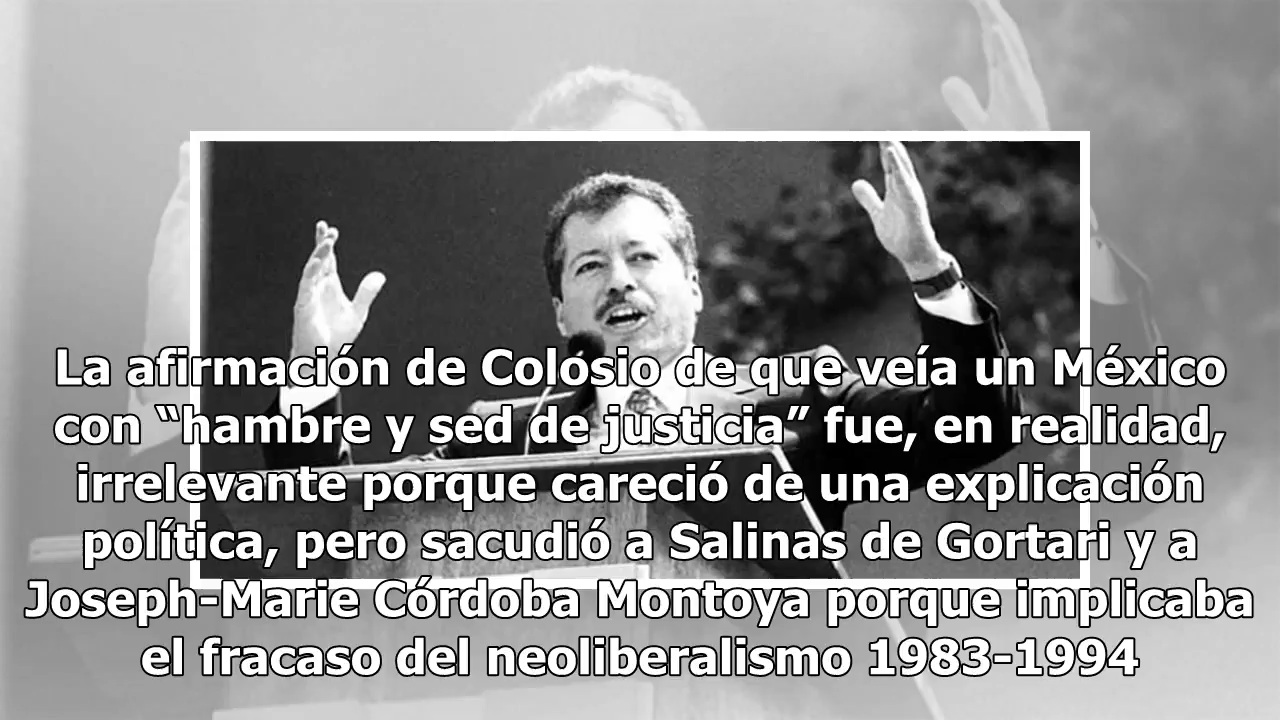 La afirmación de Colosio de que veía un México
con “hambre y sed de justicia” fue, en realidad,
irrelevante porque careció de una explicación
política, pero sacudió a Salinas de Gortari y a
Joseph-Marie Córdoba Montoya porque implicaba
el fracaso del neoliberalismo 1983-1994